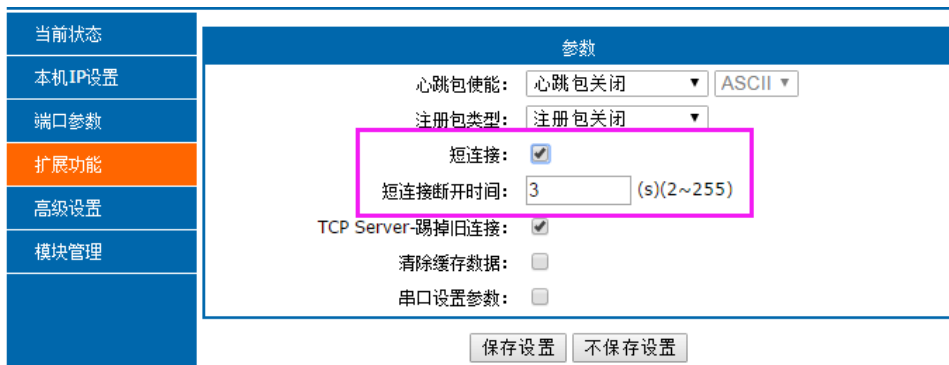 当前状态
本机IP设置
端口参数
扩展功能
高级设置
模块管理
参数
心跳包使能： 心跳包关闭 ASCII
注册包类型： 注册包关闭
短连接：
短连接断开时间： 3 (s)(2~255)
TCP Server-踢掉旧连接：
清除缓存数据：
串口设置参数：
保存设置 不保存设置